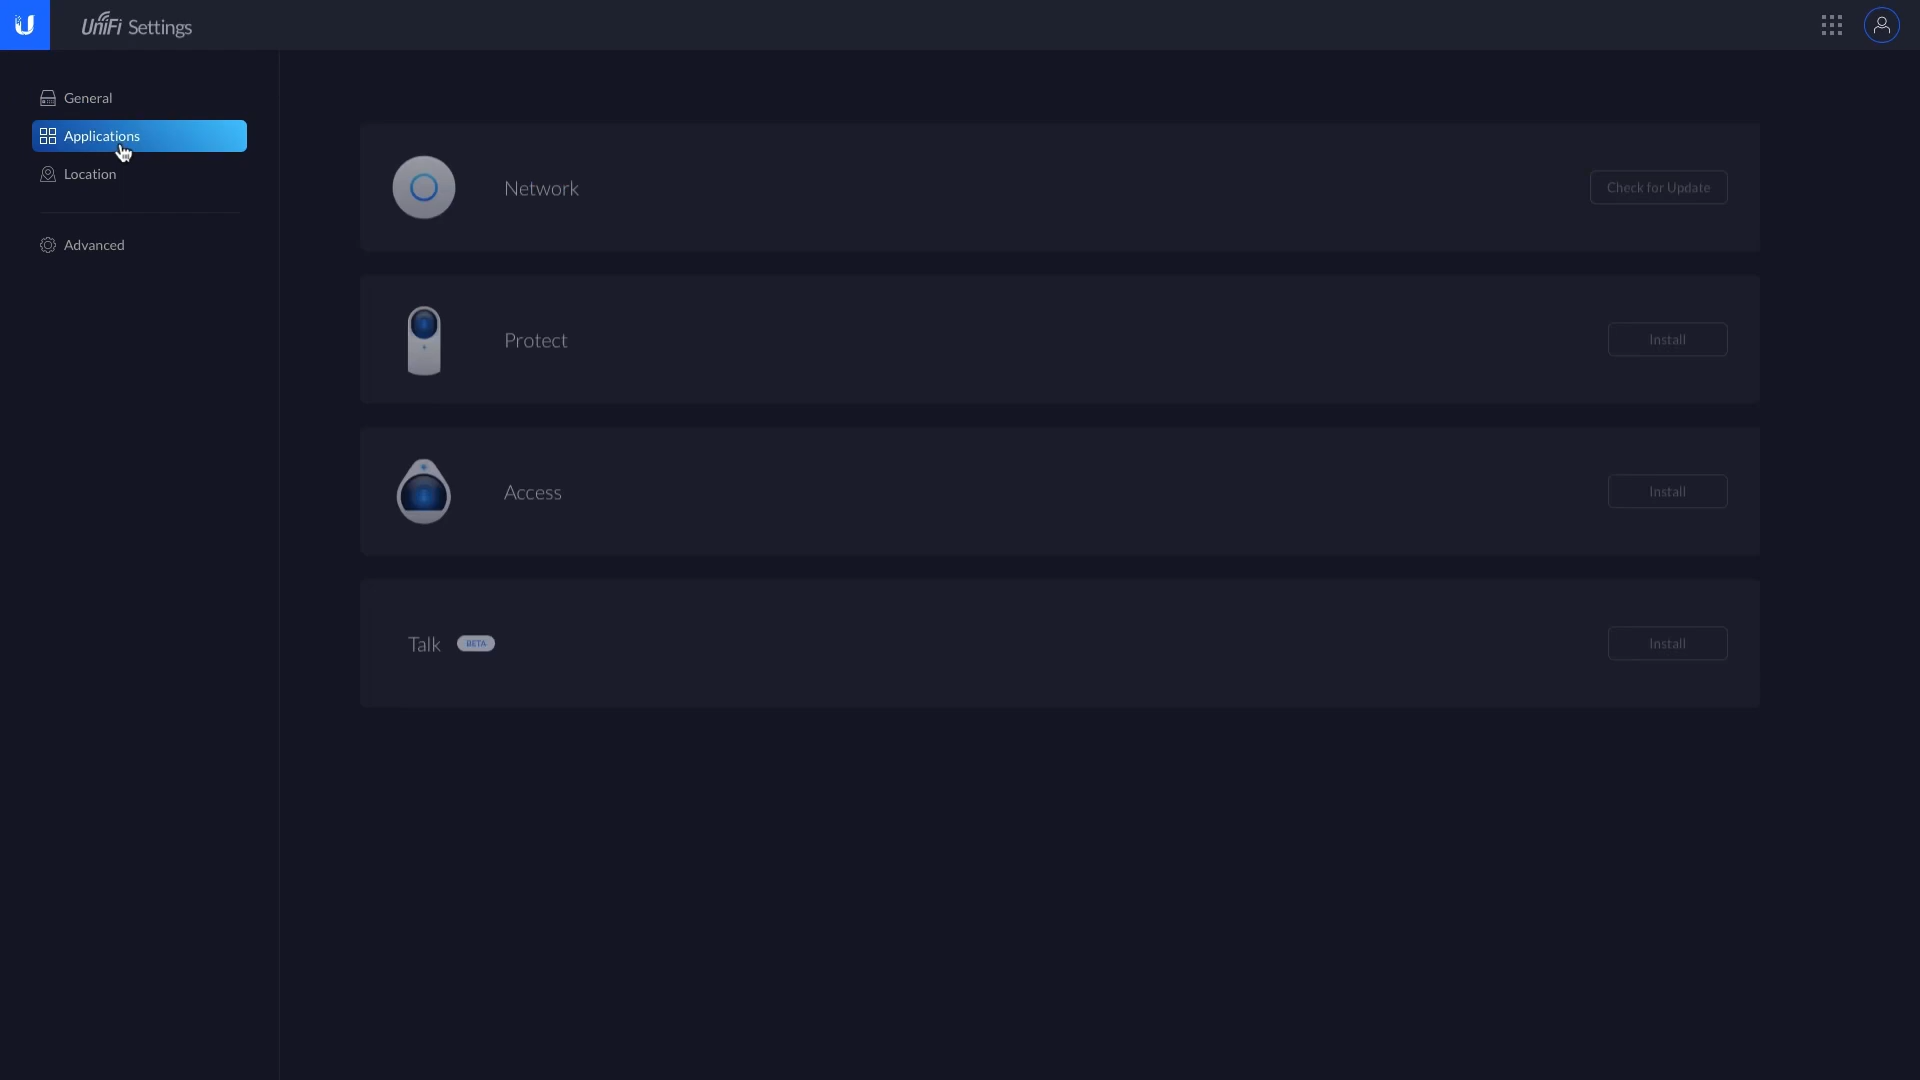 UniFi Settings
General
Applications
Location
Advanced
Network
Check for Update
Protect
Install
Access
Install
Talk BETA
Install